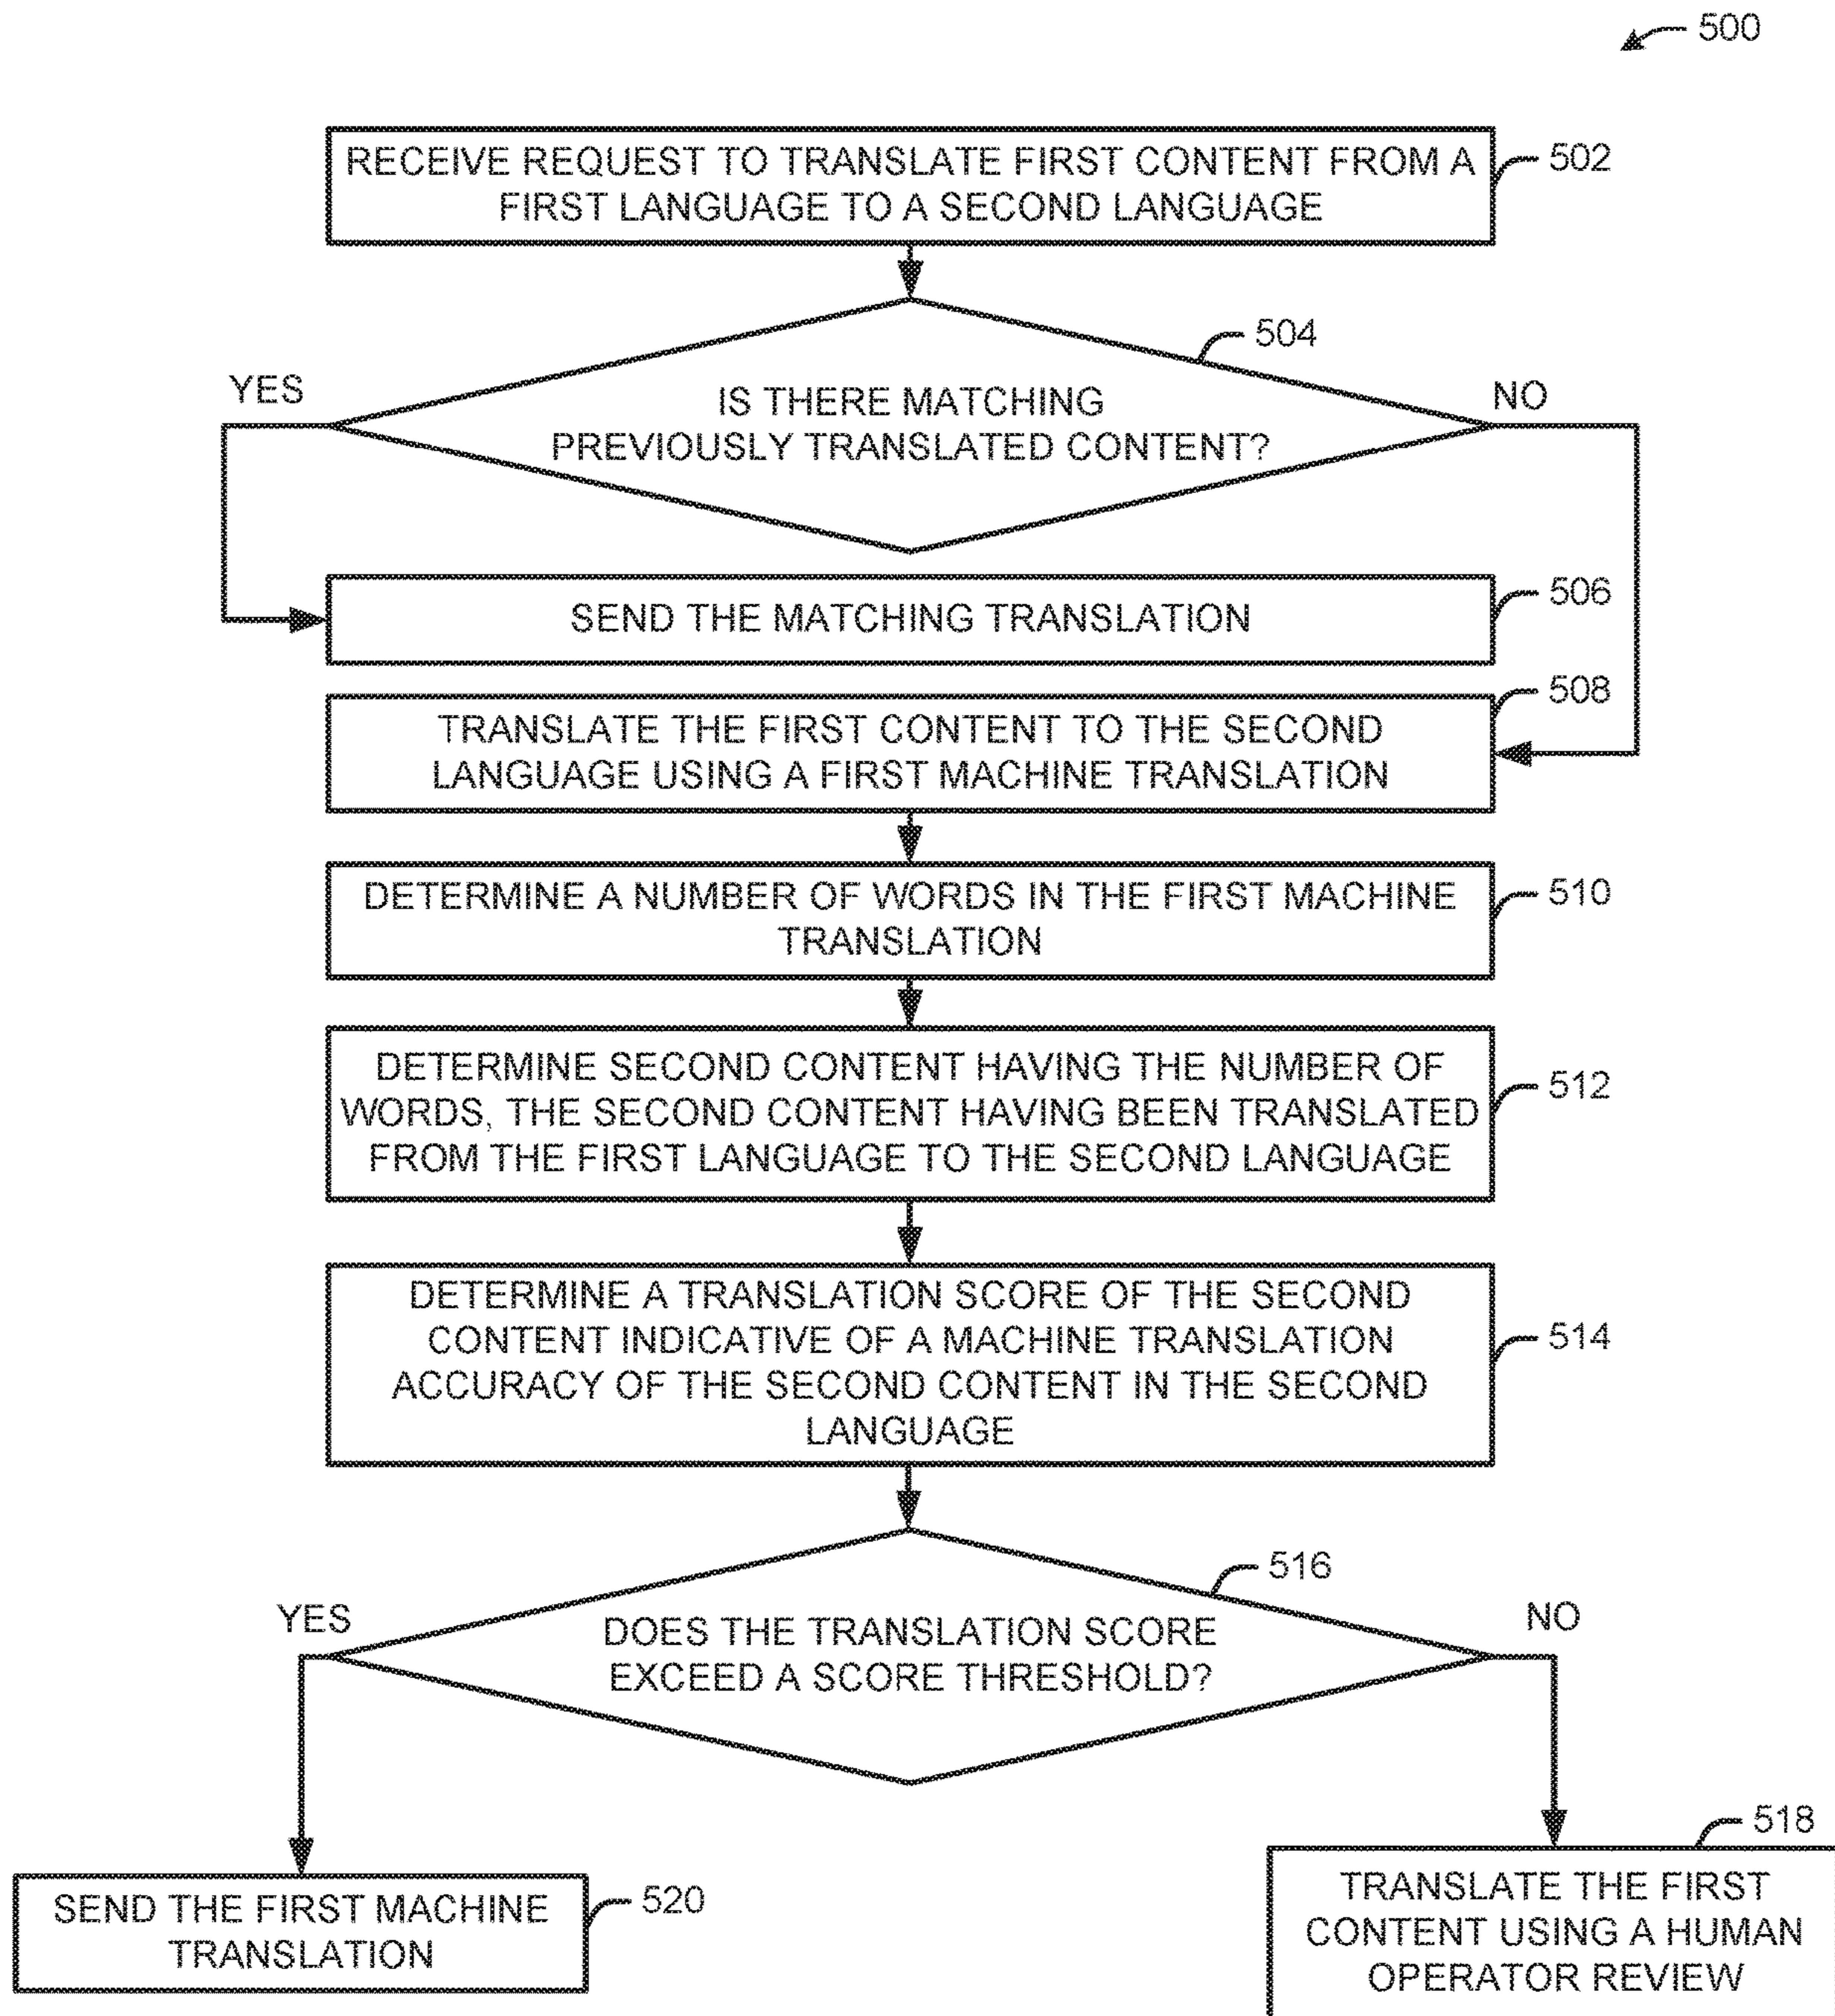 500
RECEIVE REQUEST TO TRANSLATE FIRST CONTENT FROM A
FIRST LANGUAGE TO A SECOND LANGUAGE
502
504
YES
NO
IS THERE MATCHING
PREVIOUSLY TRANSLATED CONTENT?
SEND THE MATCHING TRANSLATION
506
508
TRANSLATE THE FIRST CONTENT TO THE SECOND
LANGUAGE USING A FIRST MACHINE TRANSLATION
DETERMINE A NUMBER OF WORDS IN THE FIRST MACHINE
TRANSLATION
510
DETERMINE SECOND CONTENT HAVING THE NUMBER OF
WORDS, THE SECOND CONTENT HAVING BEEN TRANSLATED
FROM THE FIRST LANGUAGE TO THE SECOND LANGUAGE
512
DETERMINE A TRANSLATION SCORE OF THE SECOND
CONTENT INDICATIVE OF A MACHINE TRANSLATION
ACCURACY OF THE SECOND CONTENT IN THE SECOND
LANGUAGE
514
516
YES
NO
DOES THE TRANSLATION SCORE
EXCEED A SCORE THRESHOLD?
518
SEND THE FIRST MACHINE
TRANSLATION
520
TRANSLATE THE FIRST
CONTENT USING A HUMAN
OPERATOR REVIEW